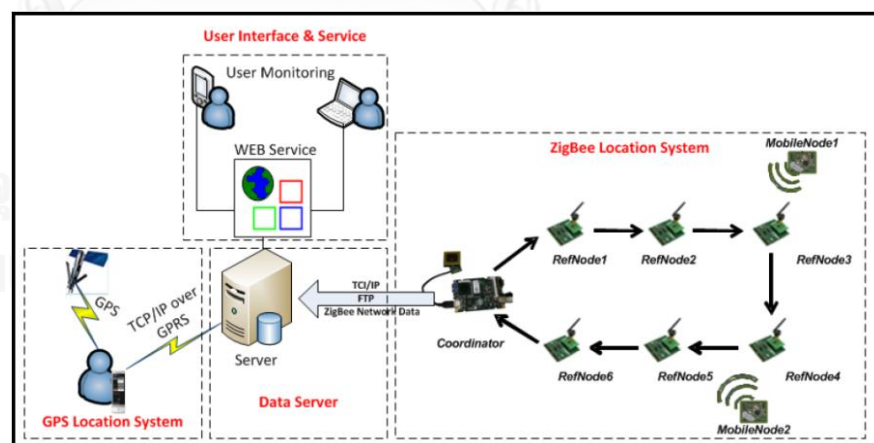 User Interface & Service
User Monitoring
WEB Service
ZigBee Location System
MobileNode1
RefNode1
RefNode2
RefNode3
GPS
TCP/IP over
GPRS
TCI/IP
FTP
ZigBee Network Data
Server
Coordinator
RefNode6
RefNode5
RefNode4
MobileNode2
GPS Location System
Data Server